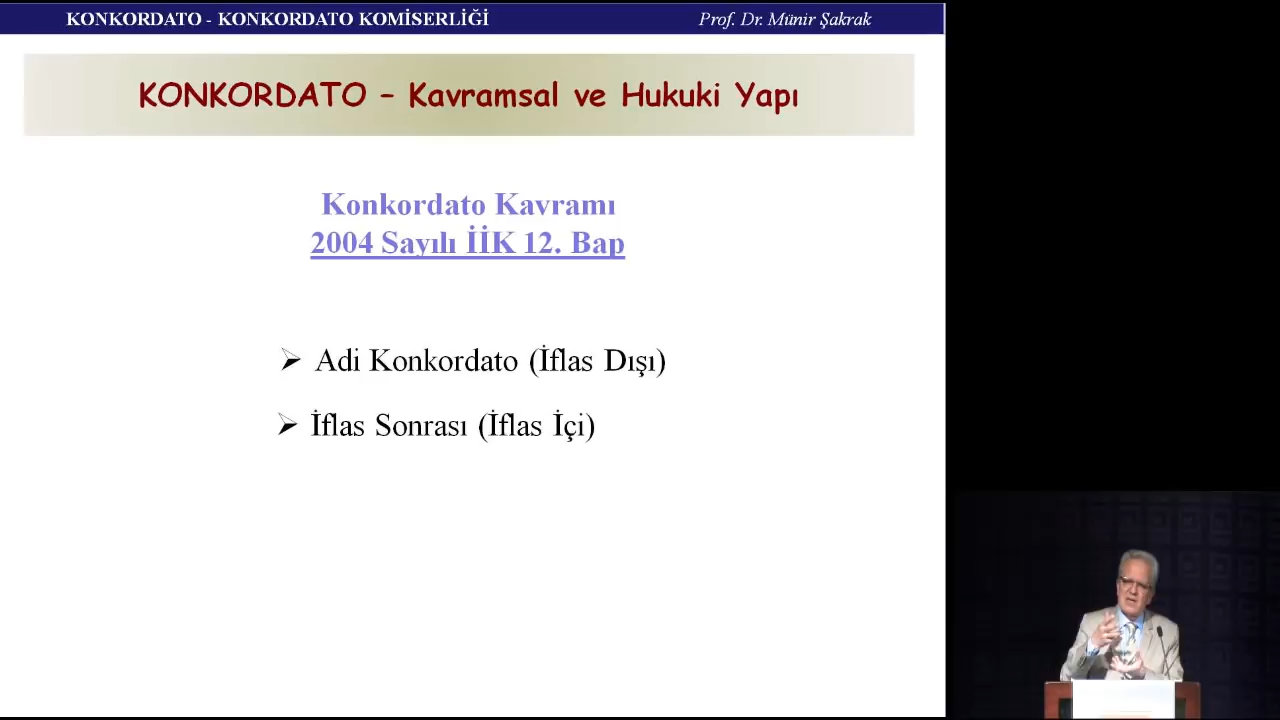 KONKORDATO - KONKORDATO KOMİSERLİĞİ
Prof. Dr. Münir Şakrak
KONKORDATO – Kavramsal ve Hukuki Yapı
Konkordato Kavramı
2004 Sayılı İİK 12. Bap
➢ Adi Konkordato (İflas Dışı)
➢ İflas Sonrası (İflas İçi)